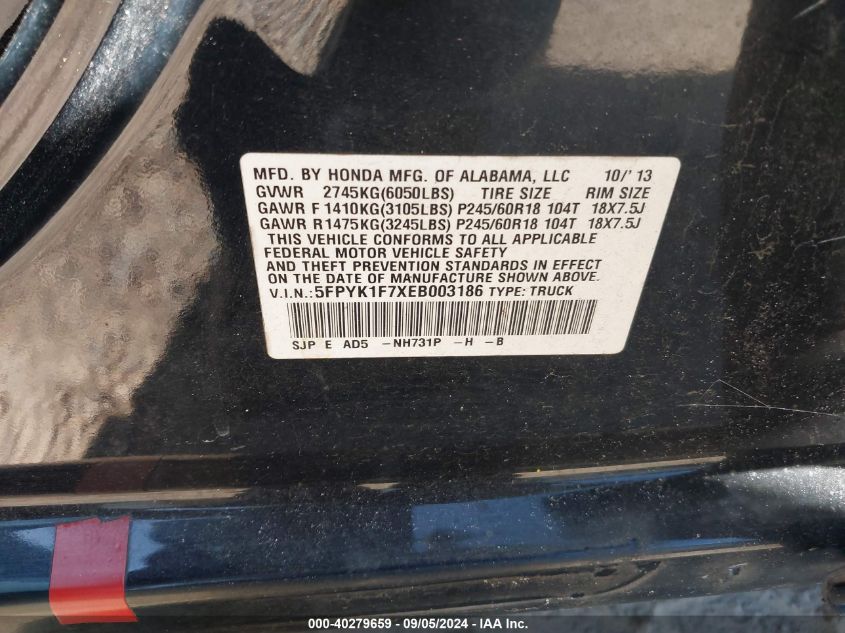 MFD. BY HONDA MFG. OF ALABAMA, LLC 10/'13
GVWR 2745KG(6050LBS) TIRE SIZE RIM SIZE
GAWR F 1410KG(3105LBS) P245/60R18 104T 18X7.5J
GAWR R 1475KG(3245LBS) P245/60R18 104T 18X7.5J
THIS VEHICLE CONFORMS TO ALL APPLICABLE
FEDERAL MOTOR VEHICLE SAFETY
AND THEFT PREVENTION STANDARDS IN EFFECT
ON THE DATE OF MANUFACTURE SHOWN ABOVE.
V.I.N.:5FPYK1F7XEB003186 TYPE:TRUCK
SJP E AD5 -NH731P -H -B
000-40279659 - 09/05/2024 - IAA Inc.